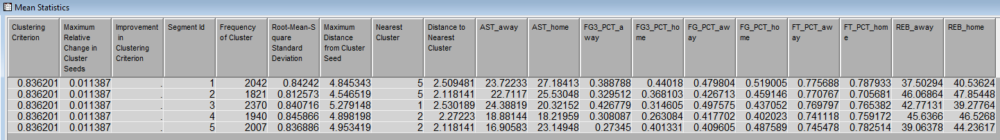 Mean Statistics
Clustering Criterion | Maximum Relative Change in Cluster Seeds | Improvement in Clustering Criterion | Segment Id | Frequency of Cluster | Root-Mean-Square Standard Deviation | Maximum Distance from Cluster Seed | Nearest Cluster | Distance to Nearest Cluster | AST_away | AST_home | FG3_PCT_away | FG3_PCT_home | FG_PCT_away | FG_PCT_home | FT_PCT_away | FT_PCT_home | REB_away | REB_home
0.836201 0.011387 . 1 2042 0.84242 4.845343 5 2.509481 23.72233 27.18413 0.388788 0.44018 0.479804 0.519005 0.775688 0.787933 37.50294 40.53624
0.836201 0.011387 . 2 1821 0.812573 4.546519 5 2.118141 22.7117 25.53048 0.329512 0.368103 0.426713 0.459146 0.770767 0.705681 46.06864 47.85448
0.836201 0.011387 . 3 2370 0.840716 5.279148 1 2.530189 24.38819 20.32152 0.426779 0.314605 0.497575 0.437052 0.769797 0.765382 42.77131 39.27764
0.836201 0.011387 . 4 1940 0.845866 4.898198 2 2.27223 18.88144 18.21959 0.308087 0.263084 0.417702 0.402023 0.741118 0.759172 45.6366 46.5268
0.836201 0.011387 . 5 2007 0.836886 4.953419 2 2.118141 16.90583 23.14948 0.27345 0.401331 0.409605 0.487589 0.745478 0.782514 39.06378 44.23617